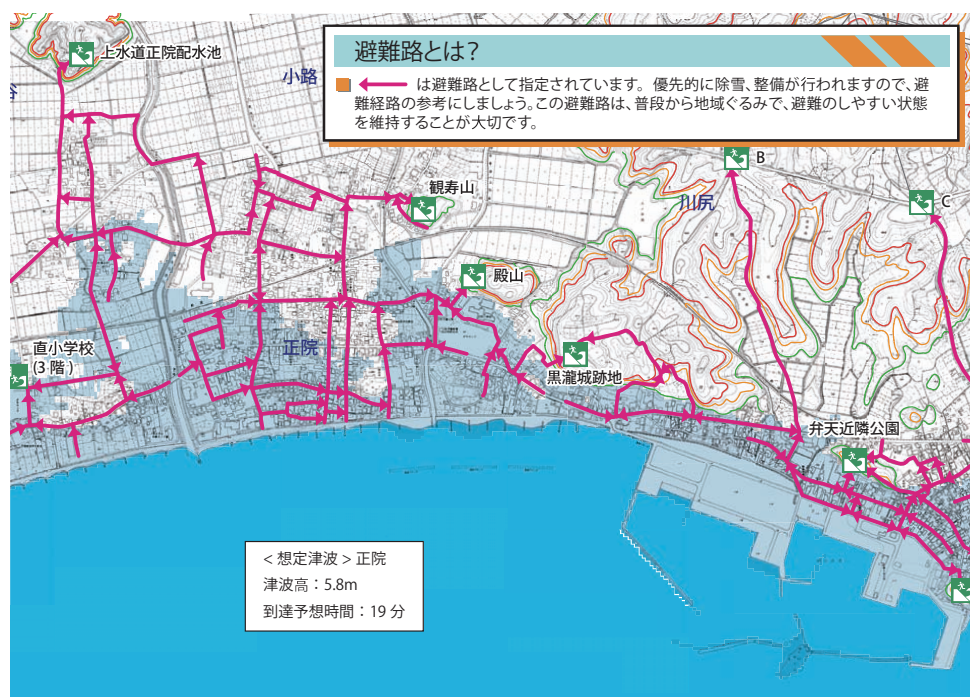 上水道正院配水池
小路
避難路とは?
は避難路として指定されています。優先的に除雪、整備が行われますので、避
難経路の参考にしましょう。この避難路は、普段から地域ぐるみで、避難のしやすい状態
を維持することが大切です。
B
観寿山
川尻
C
殿山
直小学校
(3 階)
正院
黒瀧城跡地
弁天近隣公園
<想定津波> 正院
津波高:5.8m
到達予想時間:19 分